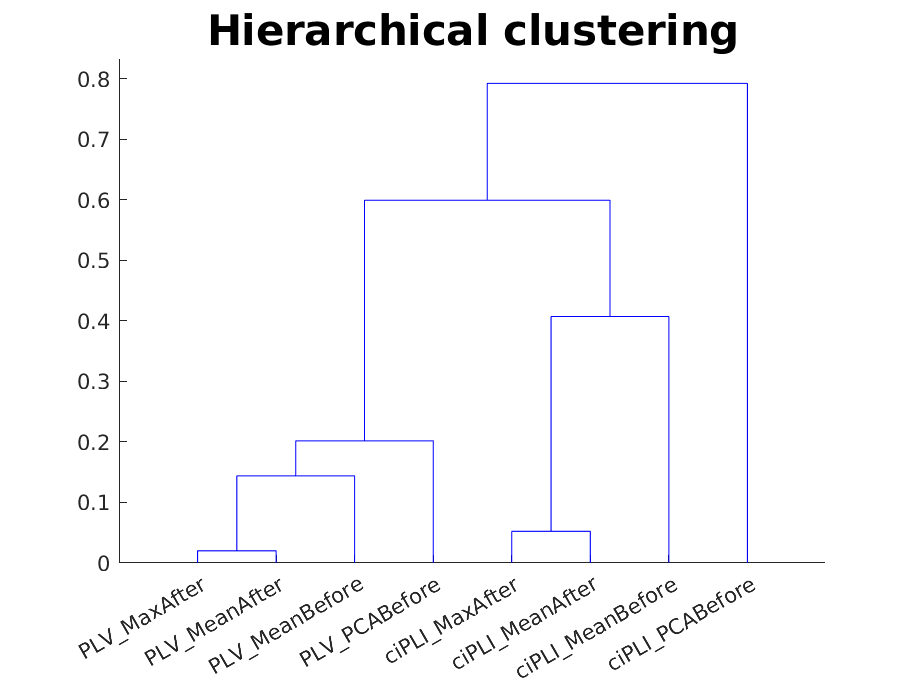 Hierarchical clustering
0.8
0.7
0.6
0.5
0.4
0.3
0.2
0.1
0
PLV_MaxAfter
PLV_MeanAfter
PLV_MeanBefore
PLV_PCABefore
ciPLI_MaxAfter
ciPLI_MeanAfter
ciPLI_MeanBefore
ciPLI_PCABefore